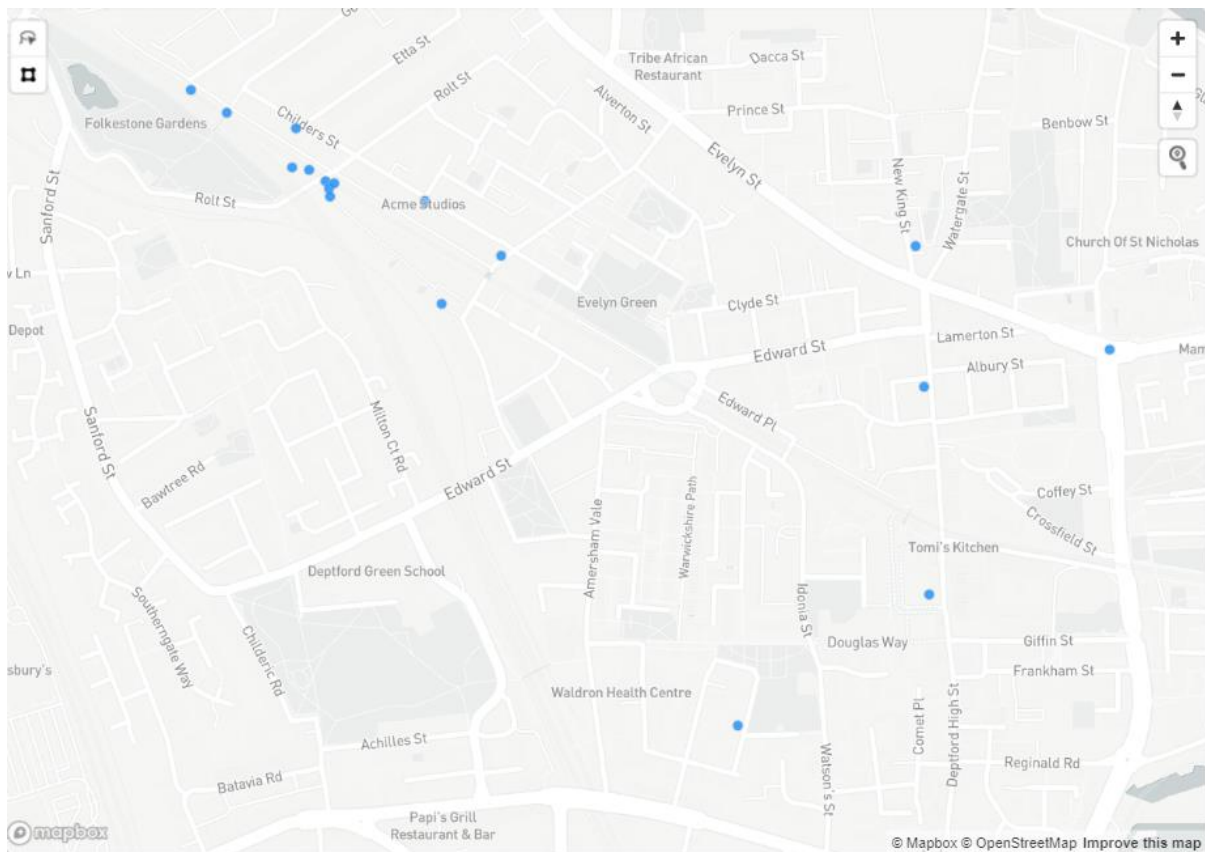 Etta St
Tribe African
Restaurant
Dacca St
Rolt St
Alverton St
Prince St
Childers St
Folkestone Gardens
Benbow St
Evelyn St
New King St
Watergate St
Sanford St
Rolt St
Acme Studios
Church Of St Nicholas
Evelyn Green
Clyde St
Depot
Lamerton St
Edward St
Albury St
Edward Pl
Milton Ct Rd
Sanford St
Bawtree Rd
Edward St
Warwickshire Path
Coffey St
Crossfield St
Amersham Vale
Tomi's Kitchen
Deptford Green School
Idonia St
Southerngate Way
Childeric Rd
Douglas Way
Giffin St
sbury's
Frankham St
Waldron Health Centre
Comet Pl
Deptford High St
Achilles St
Watson's St
Reginald Rd
Batavia Rd
Papi's Grill
Restaurant & Bar
mapbox
© Mapbox © OpenStreetMap Improve this map